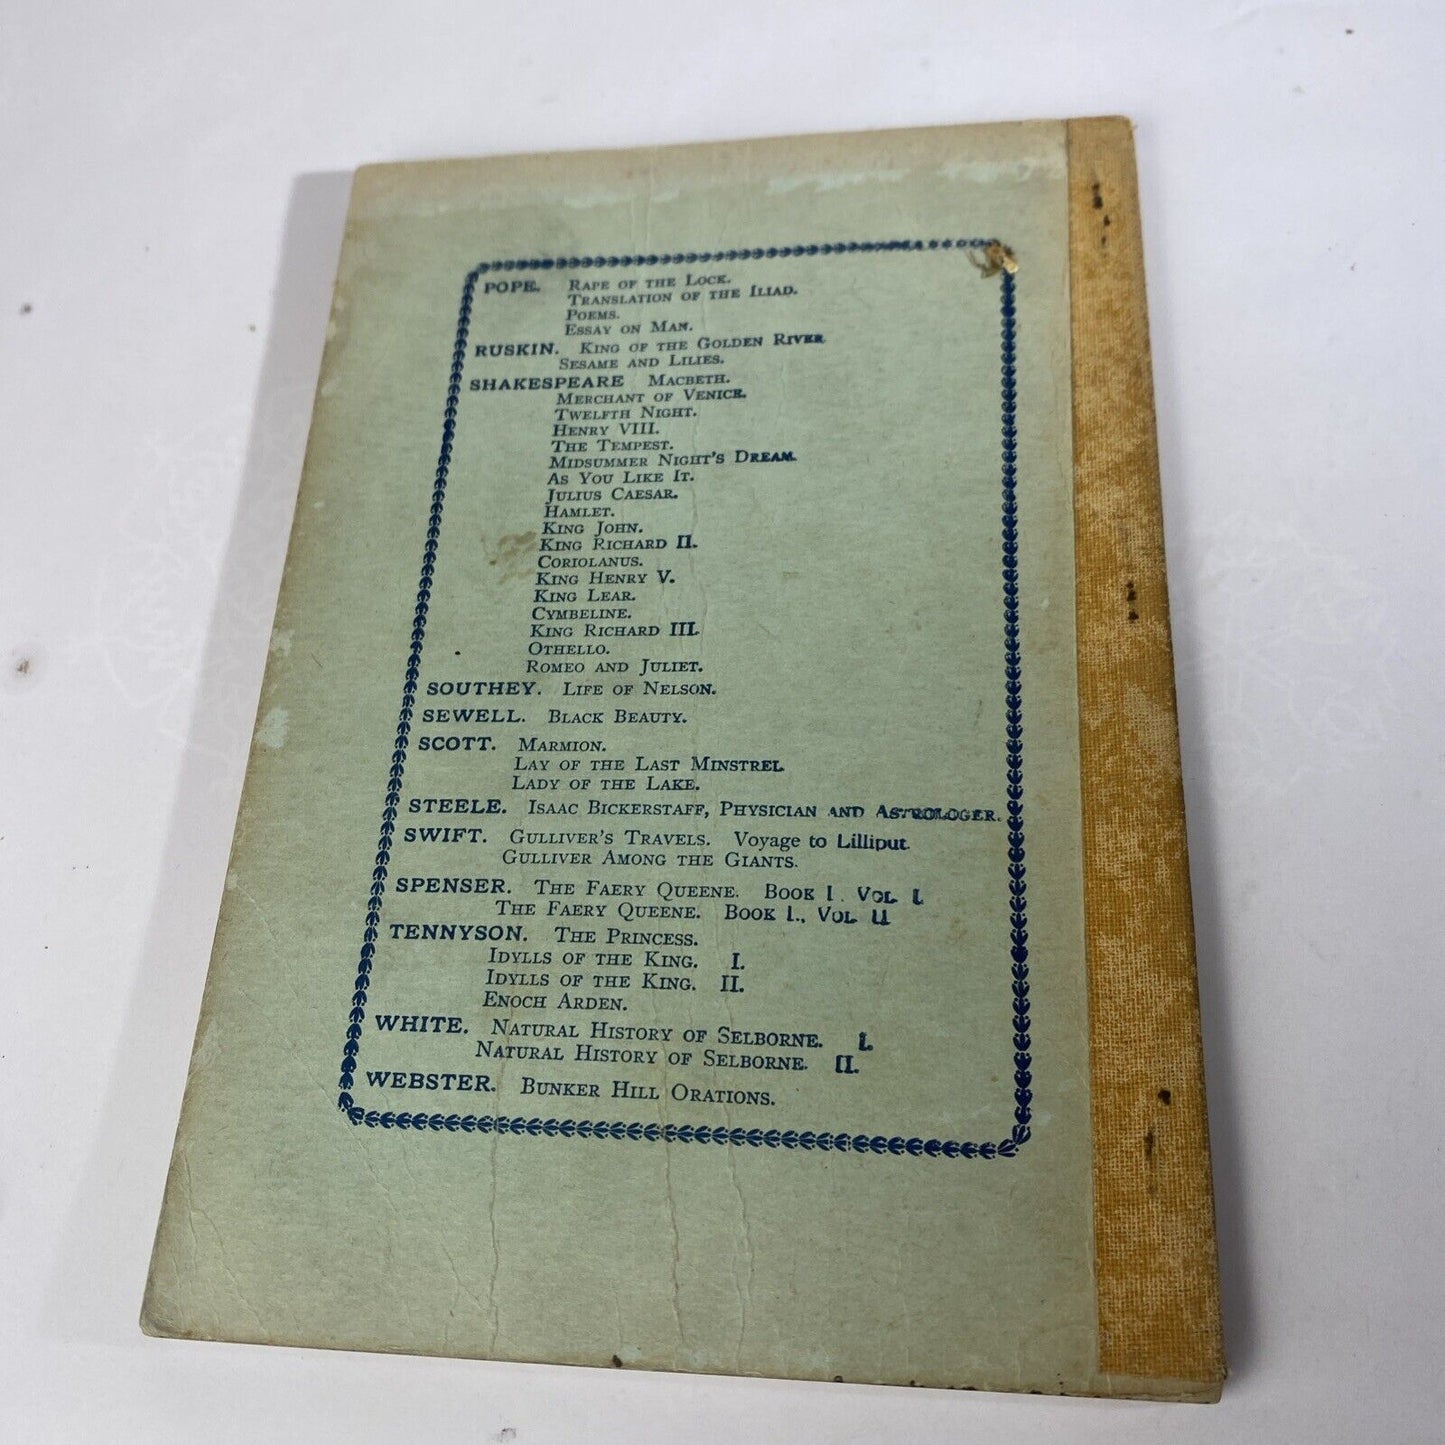 POPE. RAPE OF THE LOCK.
TRANSLATION OF THE ILIAD.
POEMS.
ESSAY ON MAN.
RUSKIN. KING OF THE GOLDEN RIVER
SESAME AND LILIES.
SHAKESPEARE MACBETH.
MERCHANT OF VENICE.
TWELFTH NIGHT.
HENRY VIII.
THE TEMPEST.
MIDSUMMER NIGHT'S DREAM.
AS YOU LIKE IT.
JULIUS CAESAR.
HAMLET.
KING JOHN.
KING RICHARD II.
CORIOLANUS.
KING HENRY V.
KING LEAR.
CYMBELINE.
KING RICHARD III.
OTHELLO.
ROMEO AND JULIET.
SOUTHEY. LIFE OF NELSON.
SEWELL. BLACK BEAUTY.
SCOTT. MARMION.
LAY OF THE LAST MINSTREL.
LADY OF THE LAKE.
STEELE. ISAAC BICKERSTAFF, PHYSICIAN AND ASTROLOGER.
SWIFT. GULLIVER'S TRAVELS. Voyage to Lilliput.
GULLIVER AMONG THE GIANTS.
SPENSER. THE FAERY QUEENE. BOOK I. VOL. I.
THE FAERY QUEENE. BOOK I., VOL. II
TENNYSON. THE PRINCESS.
IDYLLS OF THE KING. I.
IDYLLS OF THE KING. II.
ENOCH ARDEN.
WHITE. NATURAL HISTORY OF SELBORNE. I.
NATURAL HISTORY OF SELBORNE. II.
WEBSTER. BUNKER HILL ORATIONS.